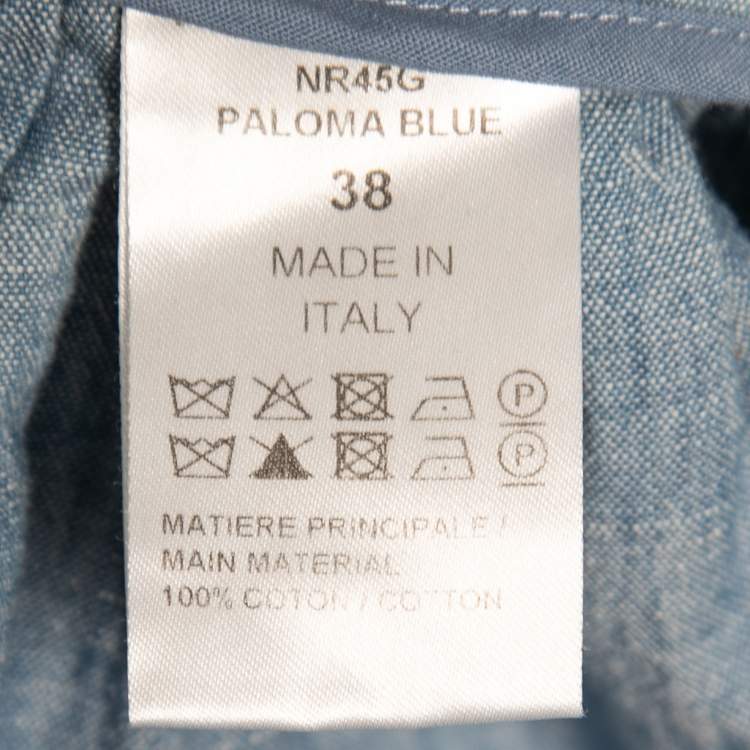 NR45G
PALOMA BLUE
38
MADE IN
ITALY
P
P
MATIERE PRINCIPALE /
MAIN MATERIAL
100% COTON / COTTON